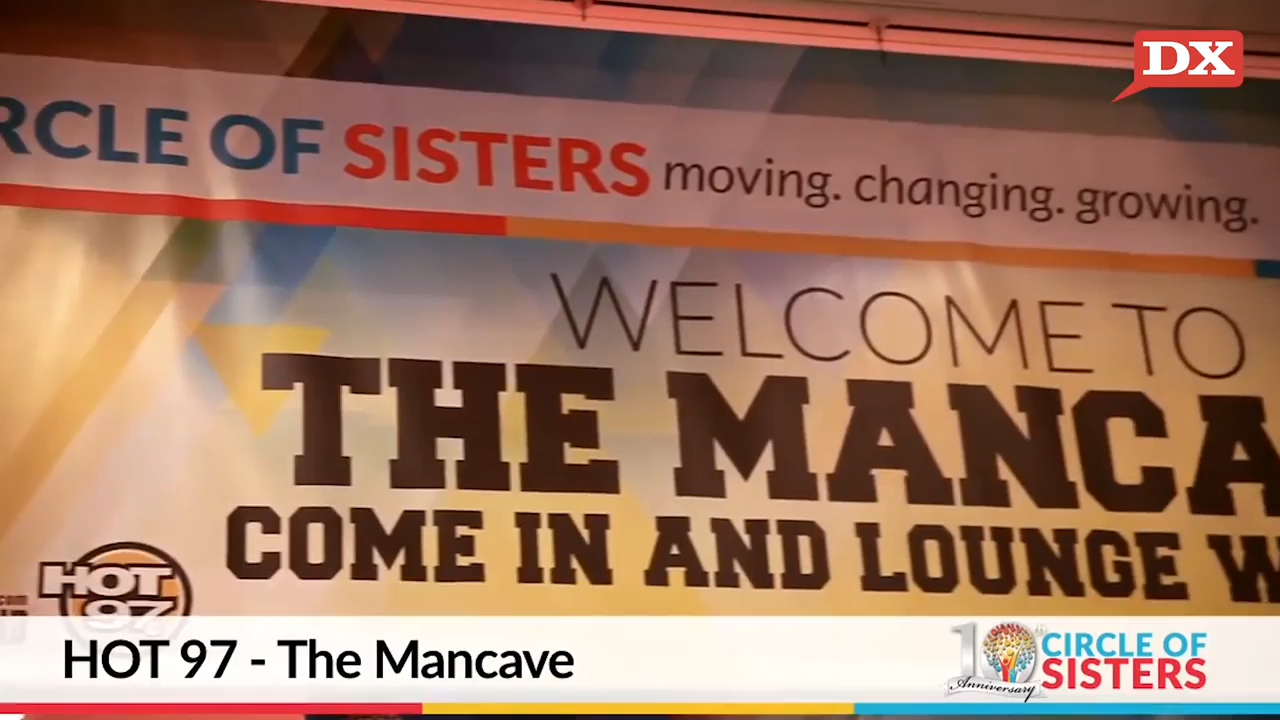 DX
RCLE OF SISTERS moving. changing. growing.
WELCOME TO
THE MANCA
COME IN AND LOUNGE W
HOT
97
HOT 97 - The Mancave
10th
Anniversary
CIRCLE OF
SISTERS